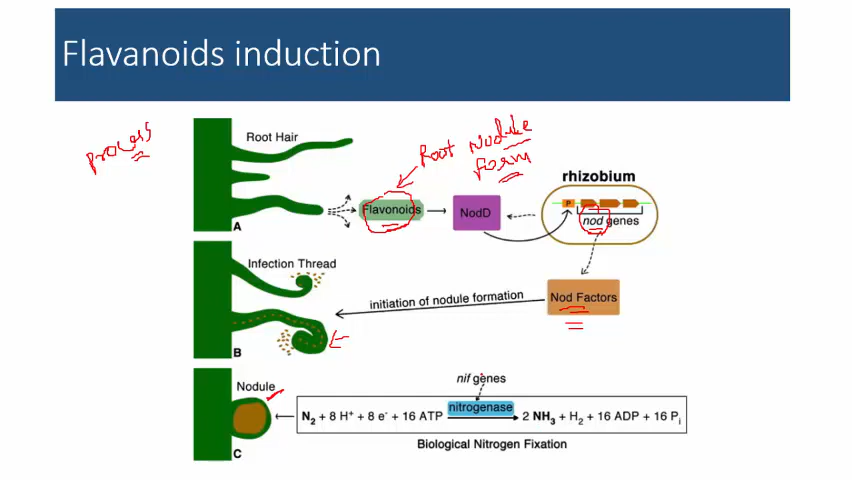 Flavanoids induction
process
Root Hair
Root Nodule
form
rhizobium
A
Flavonoids
NodD
P
nod genes
Infection Thread
initiation of nodule formation
Nod Factors
B
nif genes
Nodule
N₂ + 8 H⁺ + 8 e⁻ + 16 ATP
nitrogenase
2 NH₃ + H₂ + 16 ADP + 16 Pᵢ
C
Biological Nitrogen Fixation